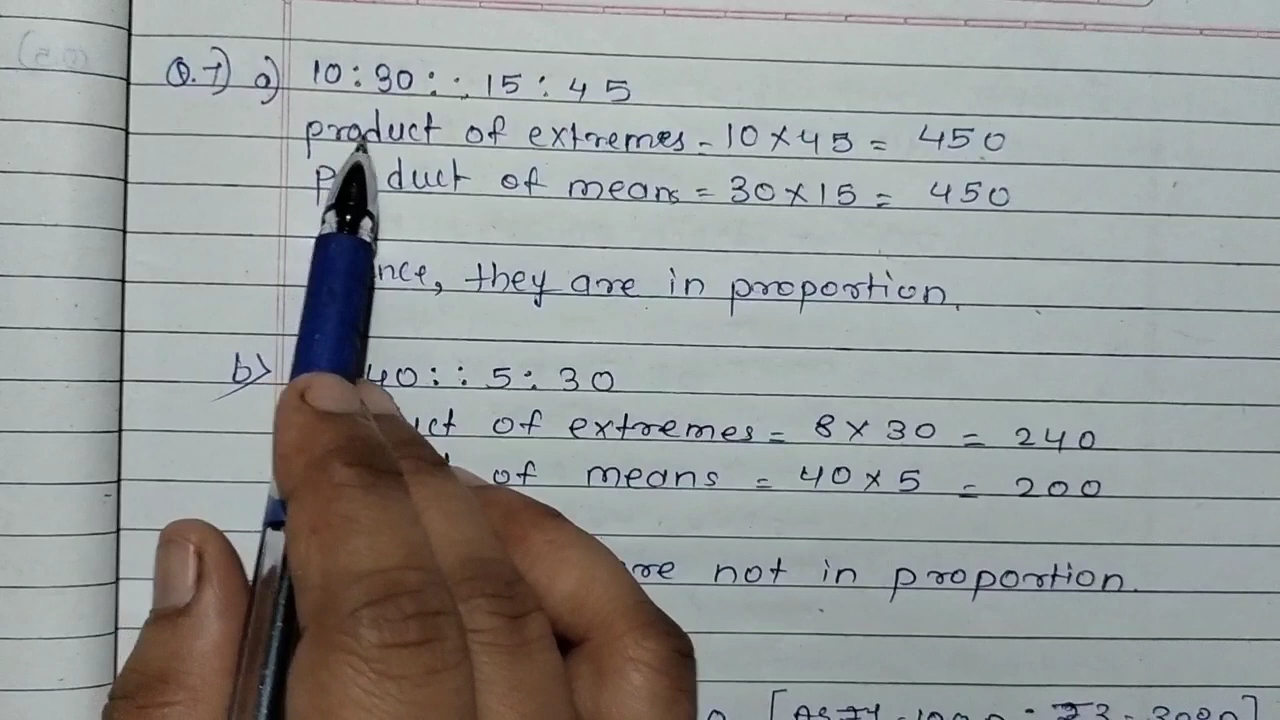 Q.7) a) 10:30::15:45
product of extremes = 10 × 45 = 450
product of means = 30 × 15 = 450
nce, they are in proportion.
b) 40::5:30
uct of extremes = 8 × 30 = 240
of means = 40 × 5 = 200
re not in proportion.